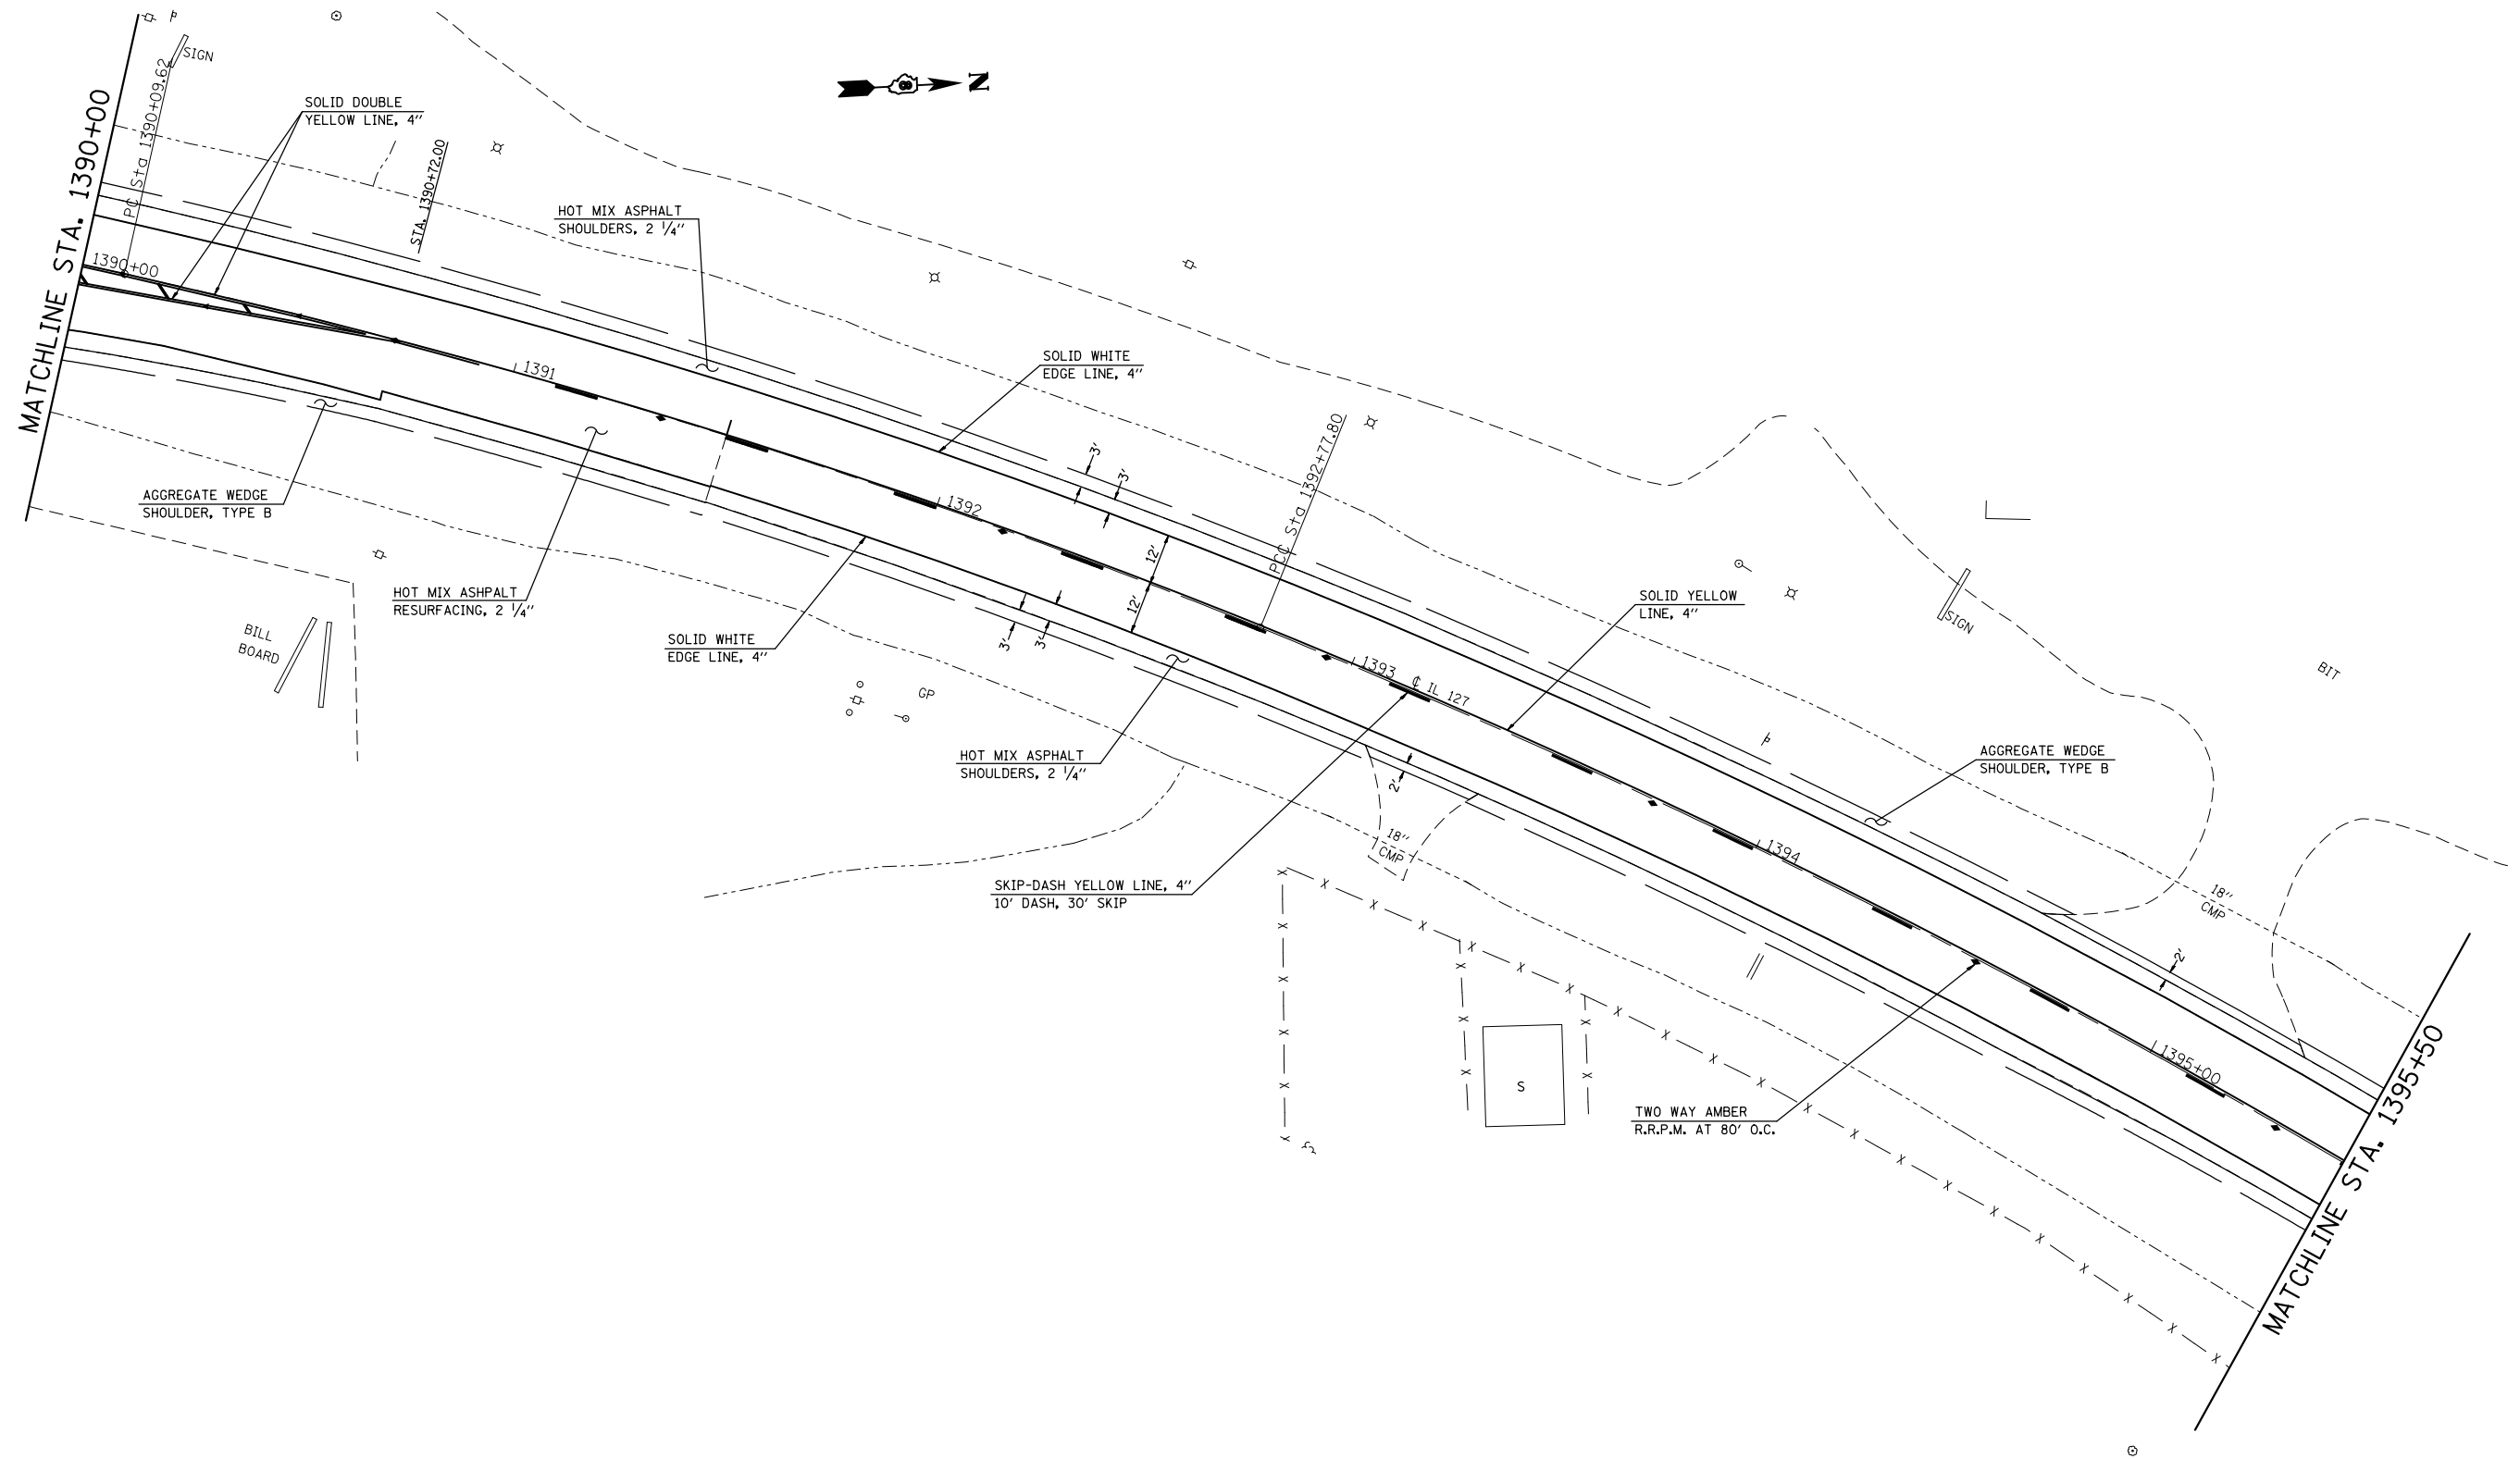 SIGN
N
MATCHLINE STA. 1390+00
PC Sta 1390+09.62
SOLID DOUBLE
YELLOW LINE, 4"
STA. 1390+72.00
1390+00
HOT MIX ASPHALT
SHOULDERS, 2 1/4"
1391
SOLID WHITE
EDGE LINE, 4"
3'
3'
PCC Sta 1392+77.80
AGGREGATE WEDGE
SHOULDER, TYPE B
1392
12'
12'
HOT MIX ASHPALT
RESURFACING, 2 1/4"
BILL
BOARD
SOLID WHITE
EDGE LINE, 4"
3'
3'
SOLID YELLOW
LINE, 4"
SIGN
BIT
1393
℄ IL 127
GP
HOT MIX ASPHALT
SHOULDERS, 2 1/4"
2'
AGGREGATE WEDGE
SHOULDER, TYPE B
18"
CMP
1394
SKIP-DASH YELLOW LINE, 4"
10' DASH, 30' SKIP
18"
CMP
2'
1395+00
S
TWO WAY AMBER
R.R.P.M. AT 80' O.C.
MATCHLINE STA. 1395+50